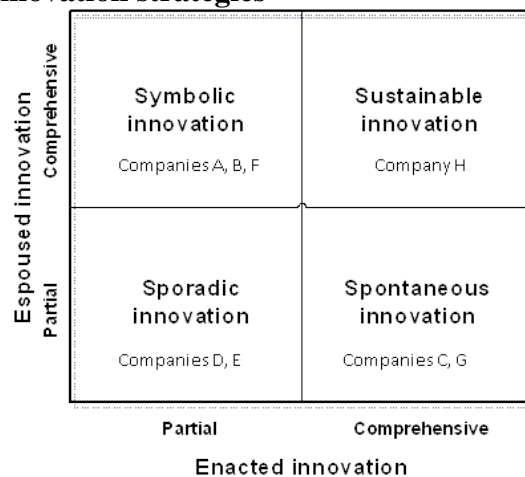 novation strategies
Espoused innovation
Comprehensive
Partial
Symbolic
innovation
Companies A, B, F
Sustainable
innovation
Company H
Sporadic
innovation
Companies D, E
Spontaneous
innovation
Companies C, G
Partial
Comprehensive
Enacted innovation